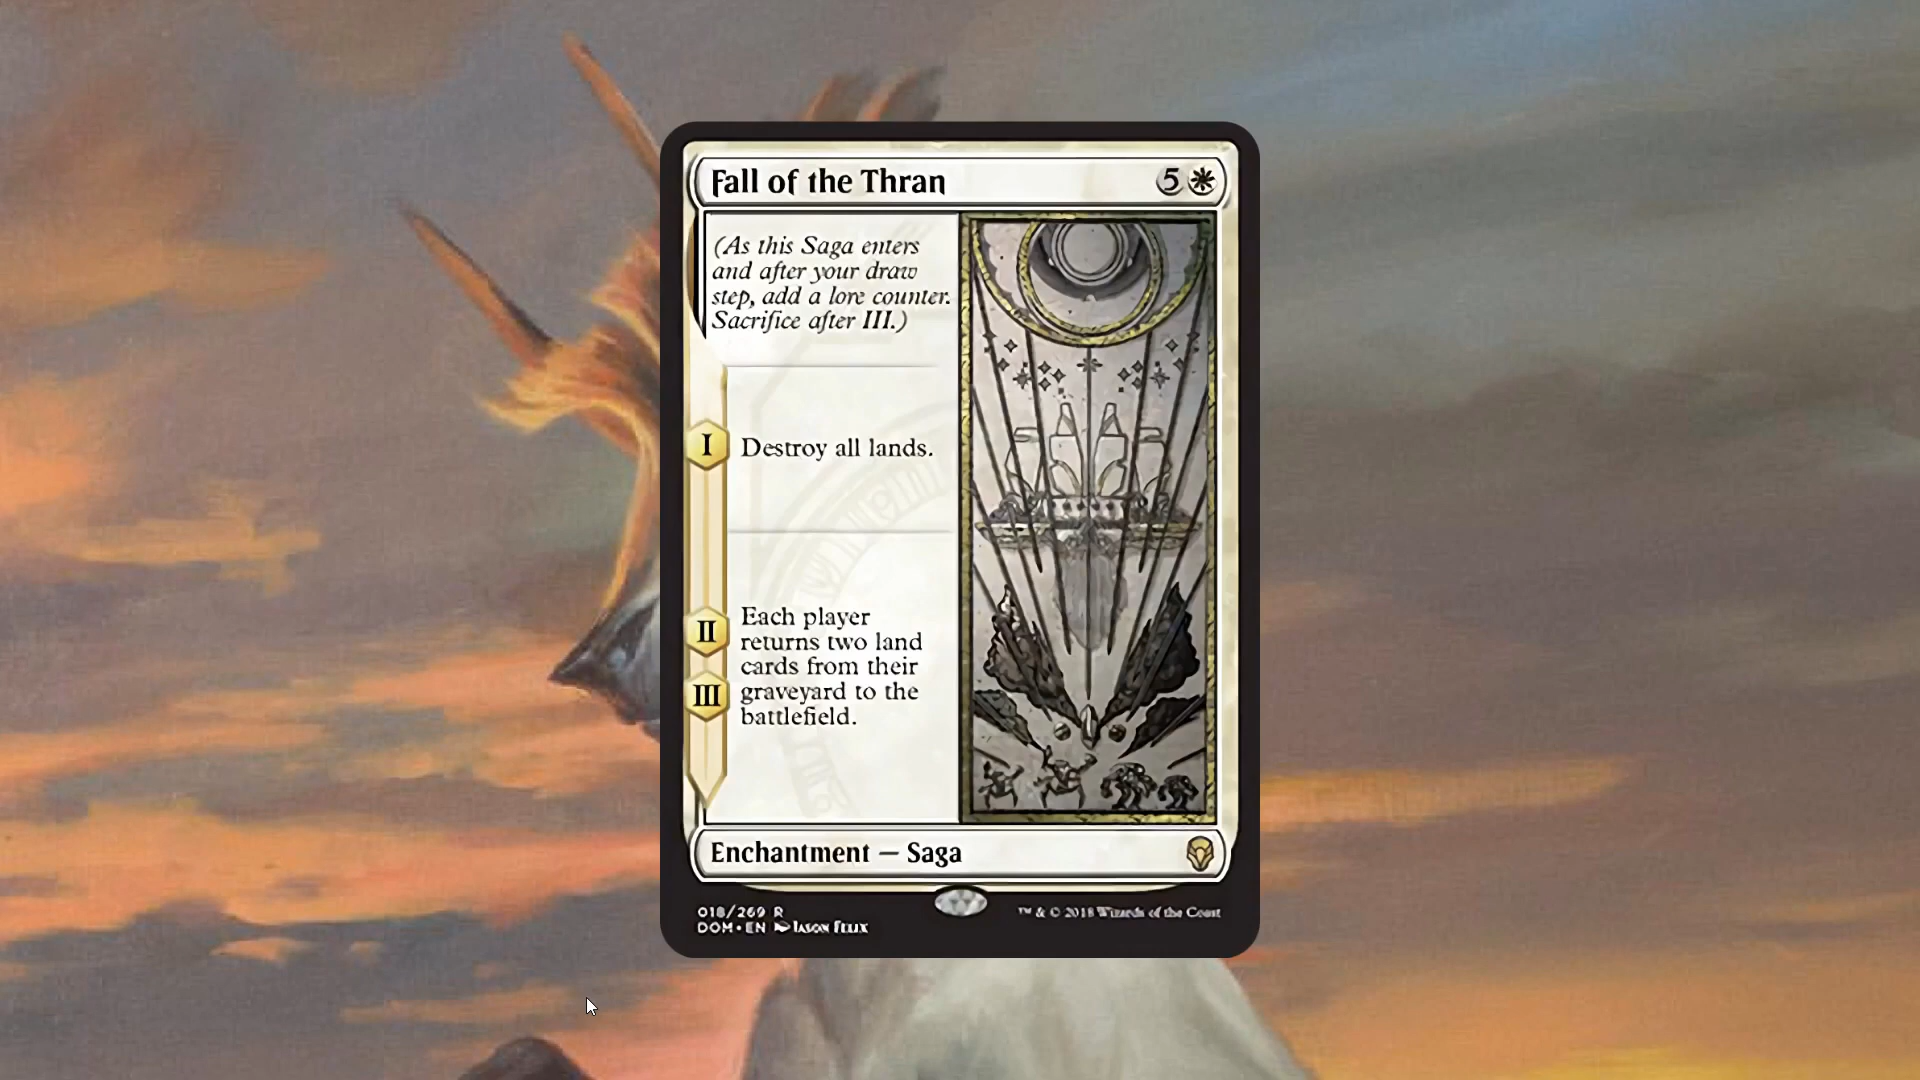 Fall of the Thran 5
(As this Saga enters
and after your draw
step, add a lore counter.
Sacrifice after III.)
I Destroy all lands.
II
III
Each player
returns two land
cards from their
graveyard to the
battlefield.
Enchantment — Saga
018/269 R
DOM • EN Jason Felix
™ & © 2018 Wizards of the Coast